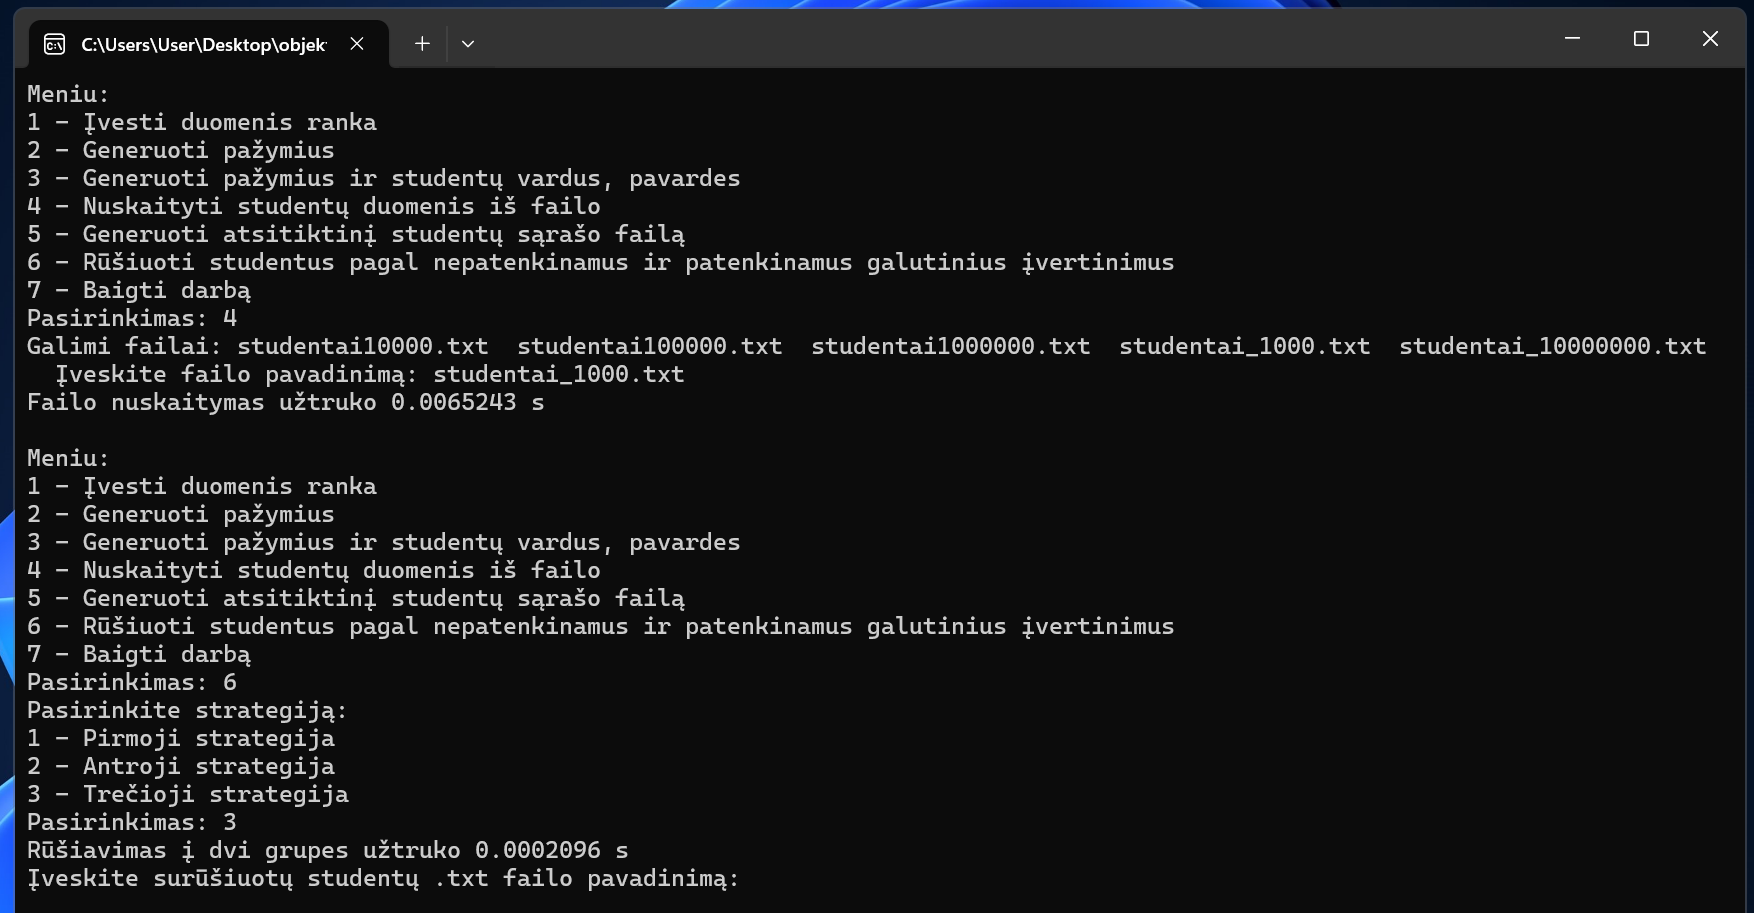 C:\Users\User\Desktop\objek
Meniu:
1 - Įvesti duomenis ranka
2 - Generuoti pažymius
3 - Generuoti pažymius ir studentų vardus, pavardes
4 - Nuskaityti studentų duomenis iš failo
5 - Generuoti atsitiktinį studentų sąrašo failą
6 - Rūšiuoti studentus pagal nepatenkinamus ir patenkinamus galutinius įvertinimus
7 - Baigti darbą
Pasirinkimas: 4
Galimi failai: studentai10000.txt  studentai100000.txt  studentai1000000.txt  studentai_1000.txt  studentai_10000000.txt
Įveskite failo pavadinimą: studentai_1000.txt
Failo nuskaitymas užtruko 0.0065243 s
Meniu:
1 - Įvesti duomenis ranka
2 - Generuoti pažymius
3 - Generuoti pažymius ir studentų vardus, pavardes
4 - Nuskaityti studentų duomenis iš failo
5 - Generuoti atsitiktinį studentų sąrašo failą
6 - Rūšiuoti studentus pagal nepatenkinamus ir patenkinamus galutinius įvertinimus
7 - Baigti darbą
Pasirinkimas: 6
Pasirinkite strategiją:
1 - Pirmoji strategija
2 - Antroji strategija
3 - Trečioji strategija
Pasirinkimas: 3
Rūšiavimas į dvi grupes užtruko 0.0002096 s
Įveskite surūšiuotų studentų .txt failo pavadinimą: